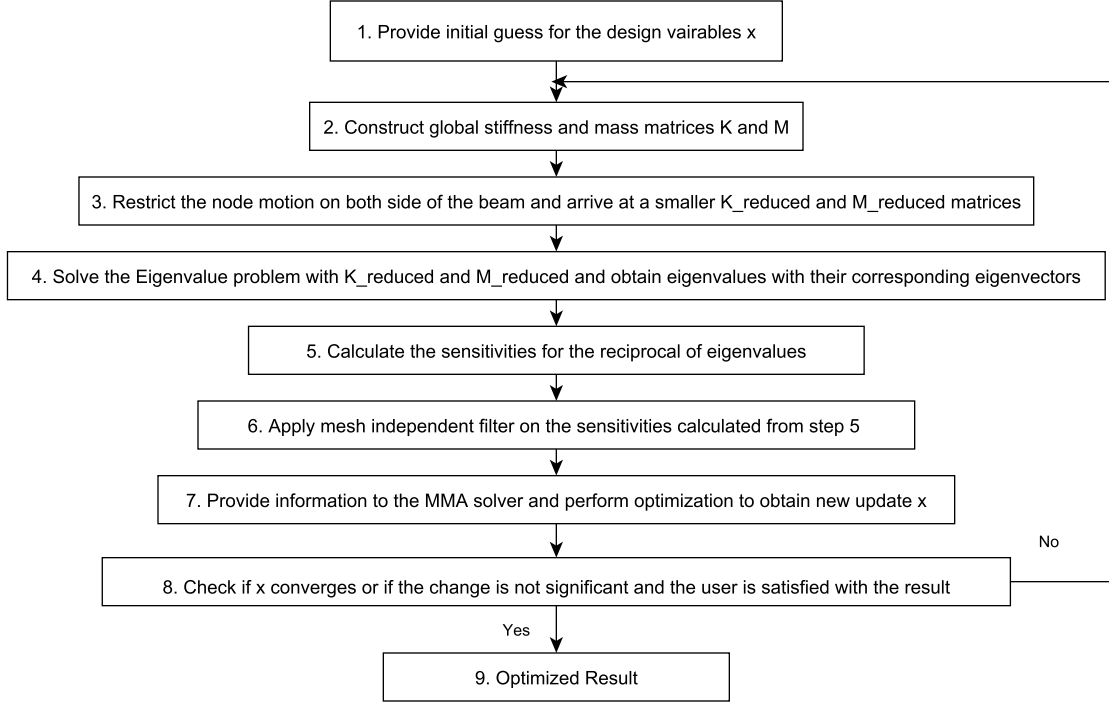 1. Provide initial guess for the design vairables x
2. Construct global stiffness and mass matrices K and M
3. Restrict the node motion on both side of the beam and arrive at a smaller K_reduced and M_reduced matrices
4. Solve the Eigenvalue problem with K_reduced and M_reduced and obtain eigenvalues with their corresponding eigenvectors
5. Calculate the sensitivities for the reciprocal of eigenvalues
6. Apply mesh independent filter on the sensitivities calculated from step 5
7. Provide information to the MMA solver and perform optimization to obtain new update x
No
8. Check if x converges or if the change is not significant and the user is satisfied with the result
Yes
9. Optimized Result